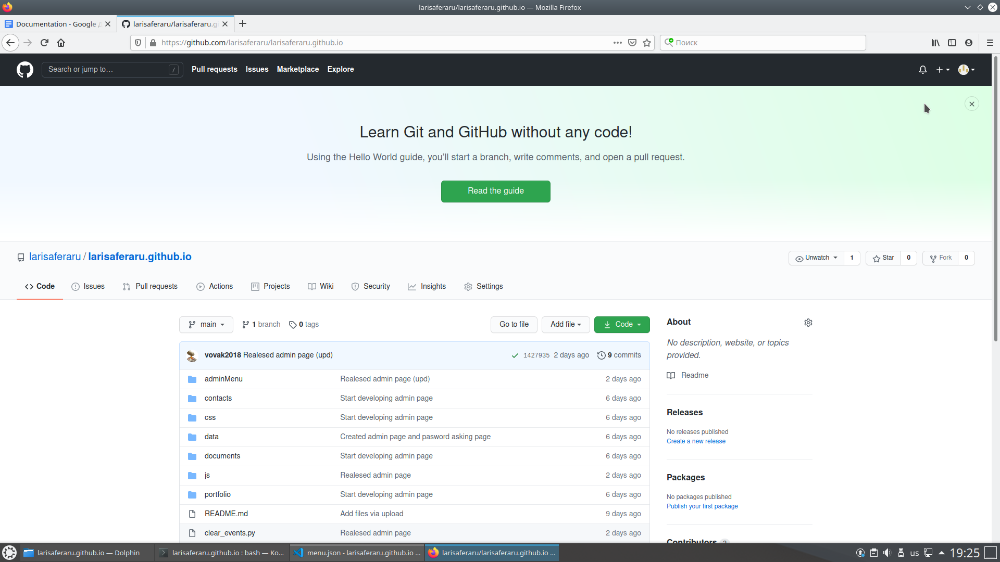 larisaferaru/larisaferaru.github.io — Mozilla Firefox
Documentation - Google
larisaferaru/larisaferaru.g
https://github.com/larisaferaru/larisaferaru.github.io
Поиск
Search or jump to…
/
Pull requests
Issues
Marketplace
Explore
Learn Git and GitHub without any code!
Using the Hello World guide, you’ll start a branch, write comments, and open a pull request.
Read the guide
larisaferaru / larisaferaru.github.io
Unwatch 1
Star 0
Fork 0
Code
Issues
Pull requests
Actions
Projects
Wiki
Security
Insights
Settings
main
1 branch
0 tags
Go to file
Add file
Code
vovak2018 Realesed admin page (upd)
1427935 2 days ago
9 commits
adminMenu Realesed admin page (upd) 2 days ago
contacts Start developing admin page 6 days ago
css Start developing admin page 6 days ago
data Created admin page and pasword asking page 6 days ago
documents Start developing admin page 6 days ago
js Realesed admin page 2 days ago
portfolio Start developing admin page 6 days ago
README.md Add files via upload 9 days ago
clear_events.py Realesed admin page 2 days ago
About
No description, website, or topics
provided.
Readme
Releases
No releases published
Create a new release
Packages
No packages published
Publish your first package
Contributors 2
larisaferaru.github.io — Dolphin
larisaferaru.github.io : bash — Ko...
menu.json - larisaferaru.github.io ...
larisaferaru/larisaferaru.github.io ...
us
19:25